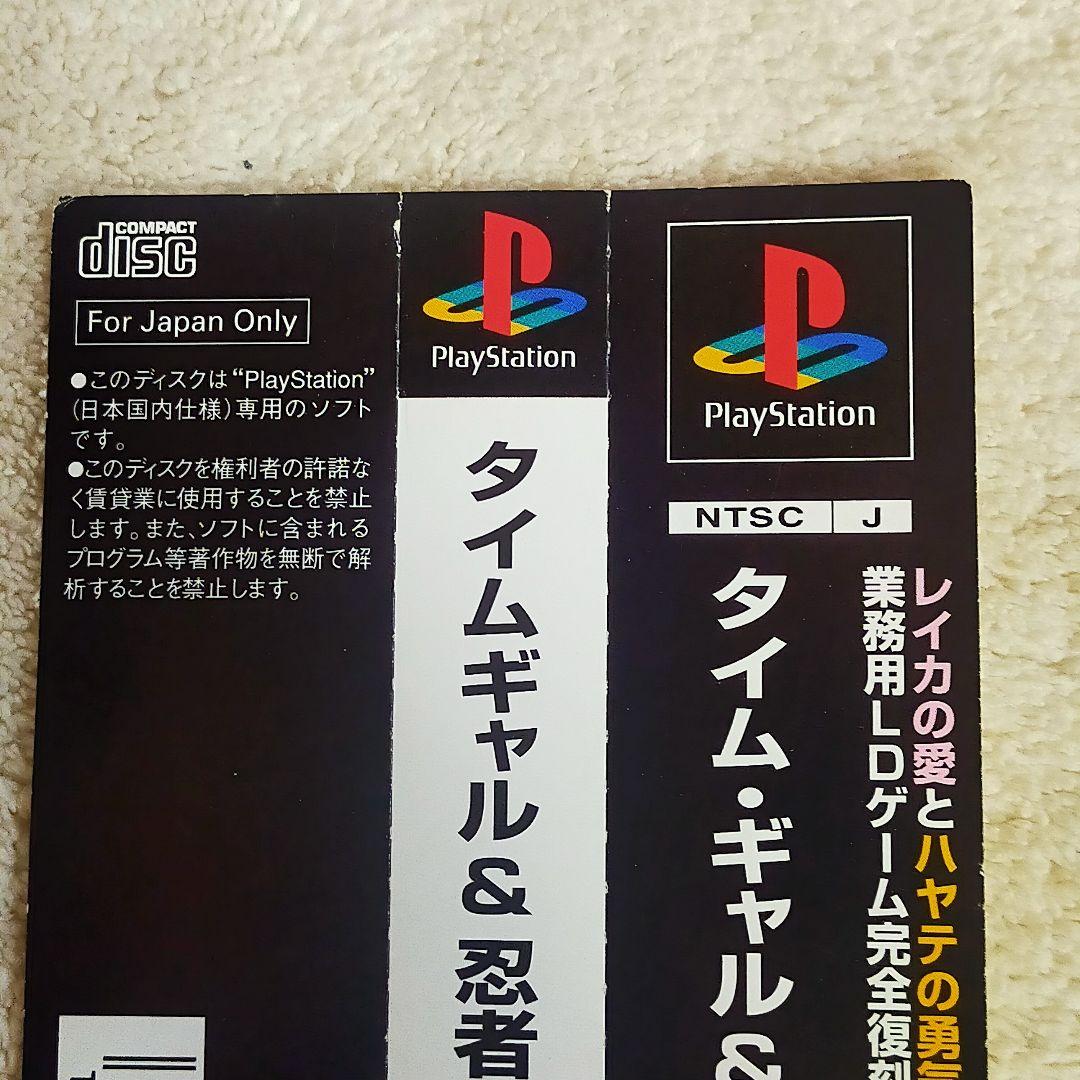 COMPACT
disc
For Japan Only
●このディスクは“PlayStation”
(日本国内仕様)専用のソフト
です。
●このディスクを権利者の許諾な
く賃貸業に使用することを禁止
します。また、ソフトに含まれる
プログラム等著作物を無断で解
析することを禁止します。
PlayStation
タイムギャル&忍者
PlayStation
NTSC J
レイカの愛とハヤテの勇気
業務用LDゲーム完全復刻
タイム・ギャル&